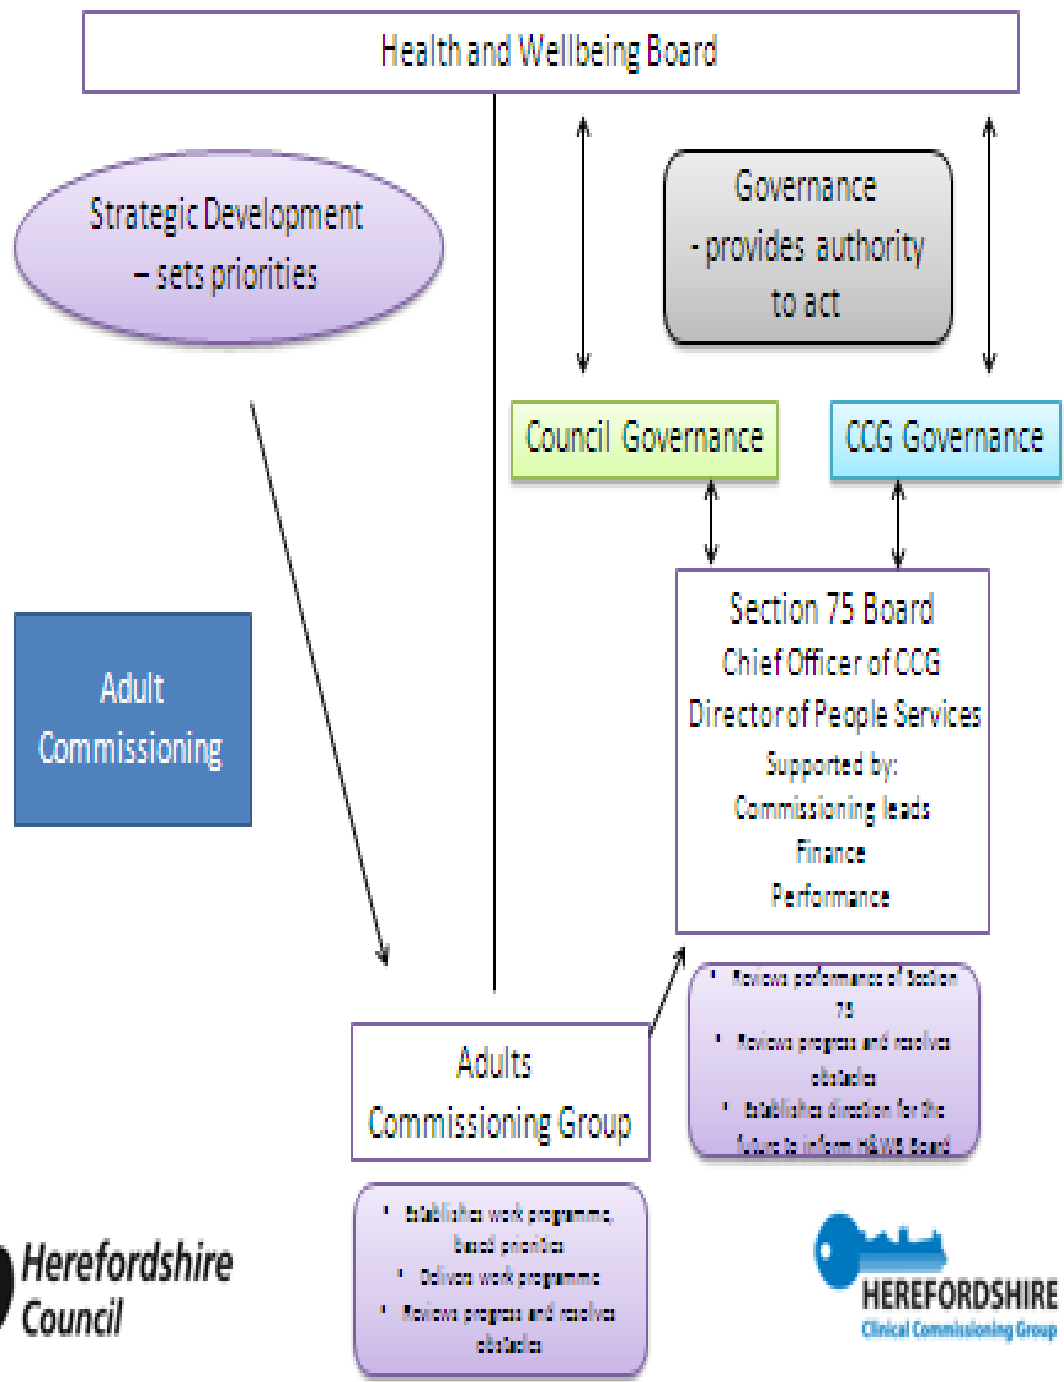 Health and Wellbeing Board
Strategic Development
– sets priorities
Governance
- provides authority
to act
Council Governance
CCG Governance
Adult
Commissioning
Section 75 Board
Chief Officer of CCG
Director of People Services
Supported by:
Commissioning leads
Finance
Performance
• Reviews performance of Section
75
• Reviews progress and resolves
obstacles
• Establishes direction for the
future to inform H&WB Board
Adults
Commissioning Group
• Establishes work programme,
based priorities
• Delivers work programme
• Reviews progress and resolves
obstacles
Herefordshire
Council
HEREFORDSHIRE
Clinical Commissioning Group